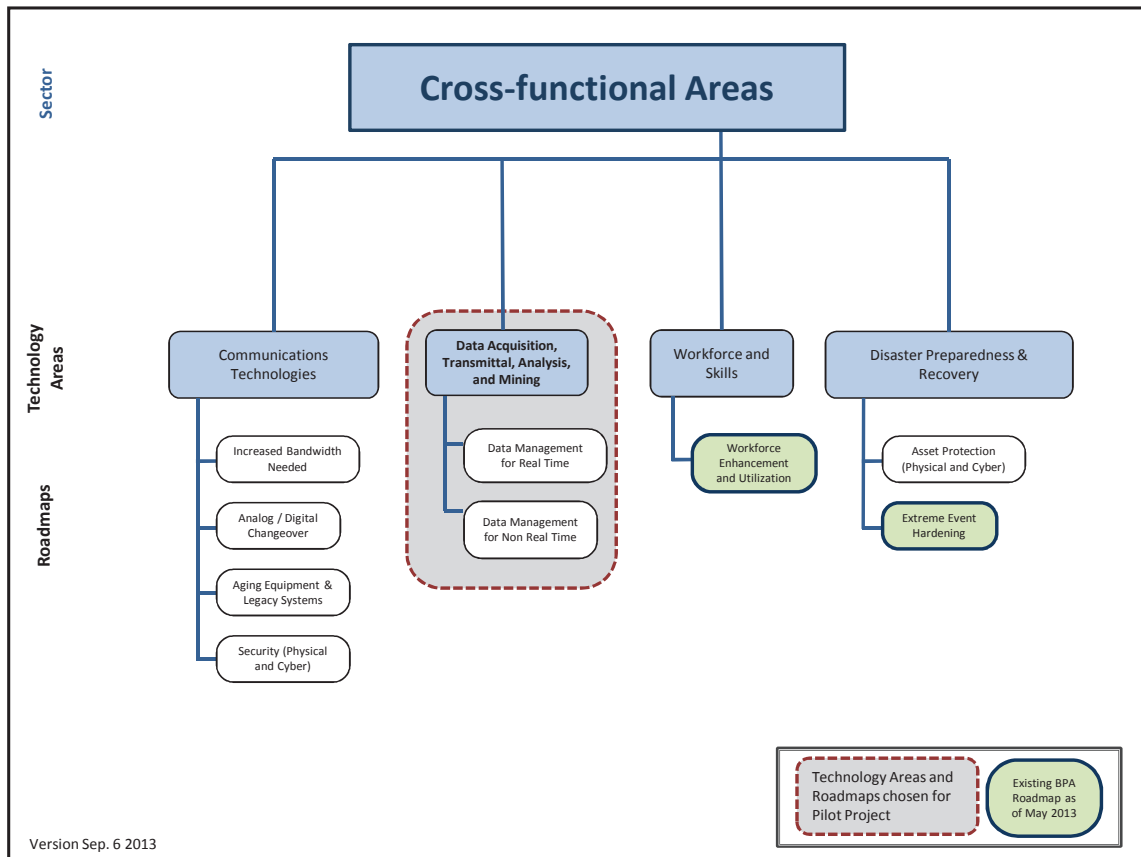 Sector
Cross-functional Areas
Technology
Areas
Communications
Technologies
Data Acquisition,
Transmittal, Analysis,
and Mining
Workforce and
Skills
Disaster Preparedness &
Recovery
Roadmaps
Increased Bandwidth
Needed
Analog / Digital
Changeover
Aging Equipment &
Legacy Systems
Security (Physical
and Cyber)
Data Management
for Real Time
Data Management
for Non Real Time
Workforce
Enhancement
and Utilization
Asset Protection
(Physical and Cyber)
Extreme Event
Hardening
Technology Areas and
Roadmaps chosen for
Pilot Project
Existing BPA
Roadmap as
of May 2013
Version Sep. 6 2013